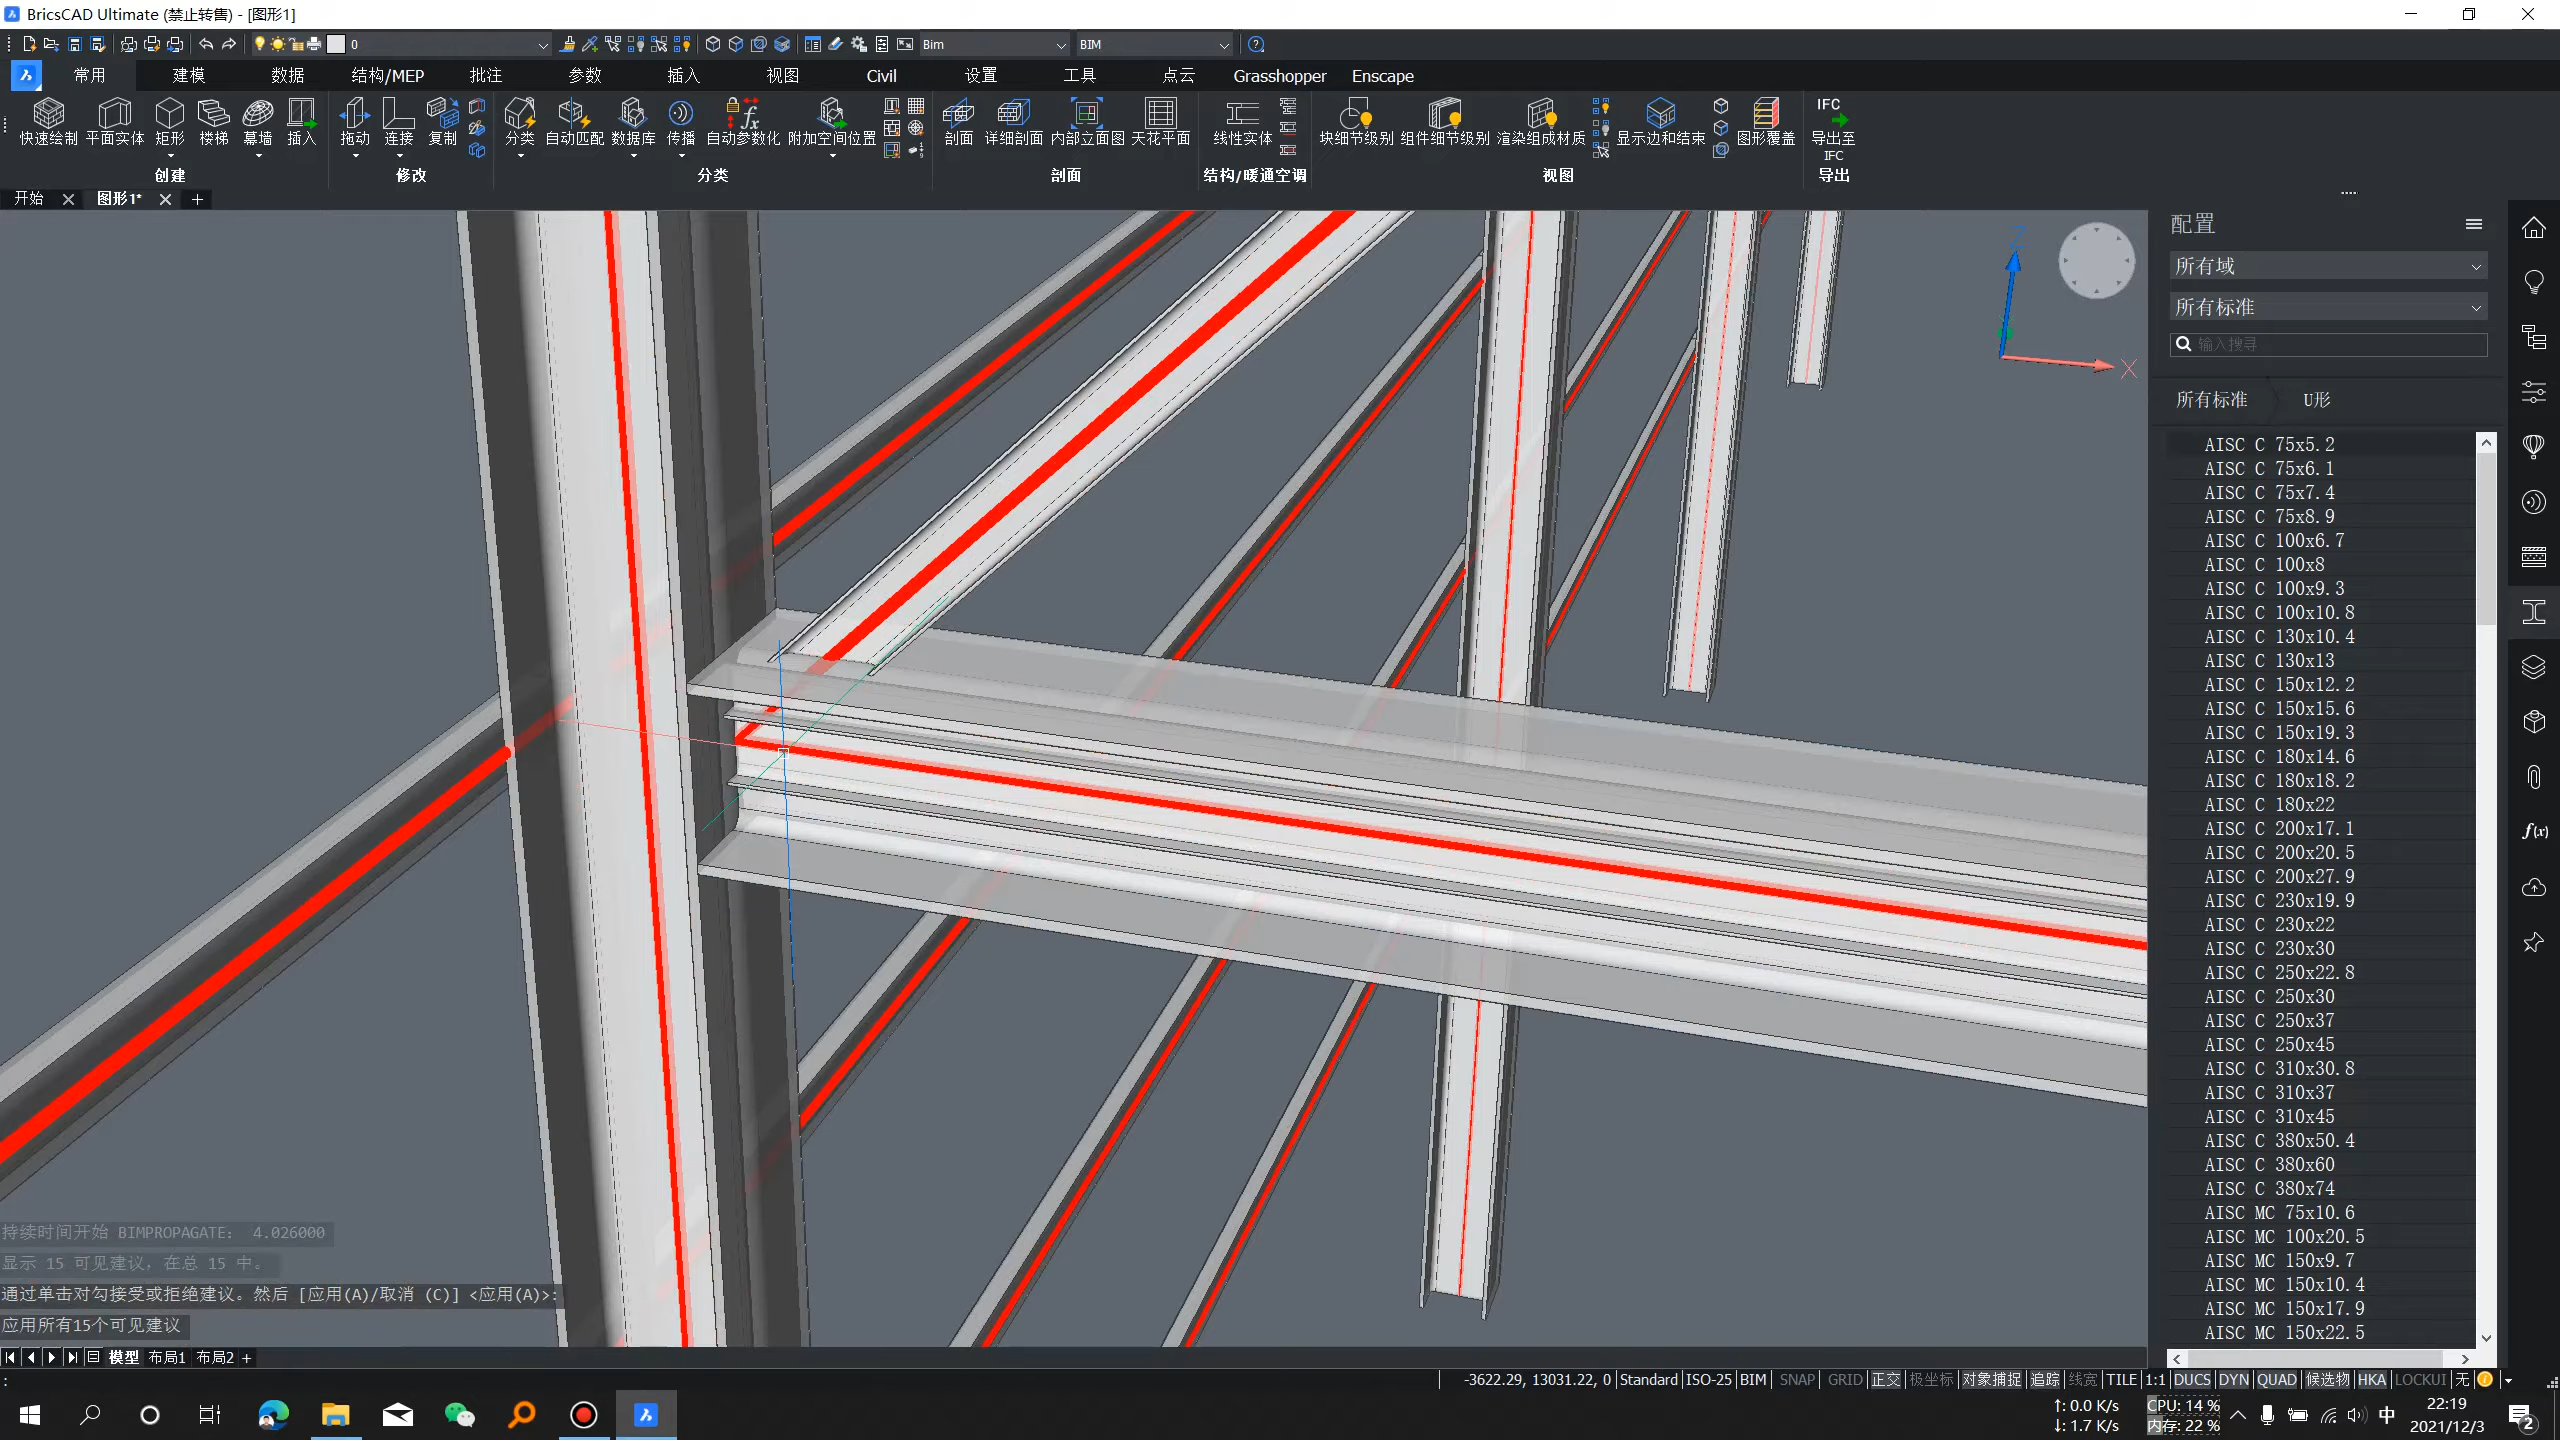 BricsCAD Ultimate (禁止转售) - [图形1]
0 Bim BIM
常用 建模 数据 结构/MEP 批注 参数 插入 视图 Civil 设置 工具 点云 Grasshopper Enscape
快速绘制 平面实体 矩形 楼梯 幕墙 插入 拖动 连接 复制 分类 自动匹配 数据库 传播 自动参数化 附加空间位置 剖面 详细剖面 内部立面图 天花平面 线性实体 块细节级别 组件细节级别 渲染组成材质 显示边和结束 图形覆盖 IFC 导出至 IFC
创建 修改 分类 剖面 结构/暖通空调 视图 导出
开始 图形1*
Z
X
配置
所有域
所有标准
输入搜寻
所有标准 U形
AISC C 75x5.2
AISC C 75x6.1
AISC C 75x7.4
AISC C 75x8.9
AISC C 100x6.7
AISC C 100x8
AISC C 100x9.3
AISC C 100x10.8
AISC C 130x10.4
AISC C 130x13
AISC C 150x12.2
AISC C 150x15.6
AISC C 150x19.3
AISC C 180x14.6
AISC C 180x18.2
AISC C 180x22
AISC C 200x17.1
AISC C 200x20.5
AISC C 200x27.9
AISC C 230x19.9
AISC C 230x22
AISC C 230x30
AISC C 250x22.8
AISC C 250x30
AISC C 250x37
AISC C 250x45
AISC C 310x30.8
AISC C 310x37
AISC C 310x45
AISC C 380x50.4
AISC C 380x60
AISC C 380x74
AISC MC 75x10.6
AISC MC 100x20.5
AISC MC 150x9.7
AISC MC 150x10.4
AISC MC 150x17.9
AISC MC 150x22.5
f(x)
持续时间开始 BIMPROPAGATE: 4.026000
显示 15 可见建议，在总 15 中。
通过单击对勾接受或拒绝建议。然后 [应用(A)/取消 (C)] <应用(A)>:
应用所有15个可见建议
模型 布局1 布局2 +
:
-3622.29, 13031.22, 0 Standard ISO-25 BIM SNAP GRID 正交 极坐标 对象捕捉 追踪 线宽 TILE 1:1 DUCS DYN QUAD 候选物 HKA LOCKUI 无
↑: 0.0 K/s
↓: 1.7 K/s
CPU: 14 %
内存: 22 %
中
22:19
2021/12/3
2